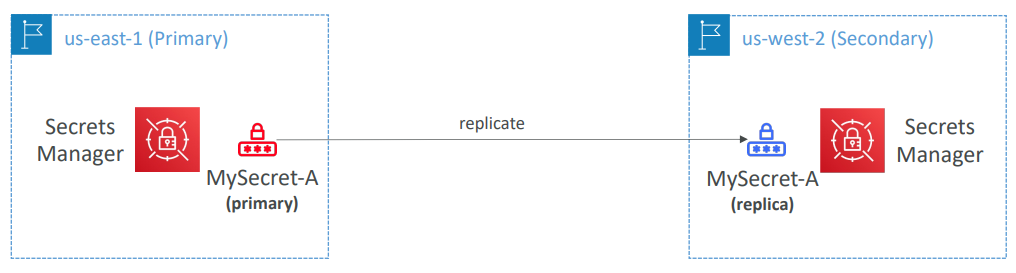 us-east-1 (Primary)
Secrets
Manager
***
MySecret-A
(primary)
replicate
us-west-2 (Secondary)
***
MySecret-A
(replica)
Secrets
Manager